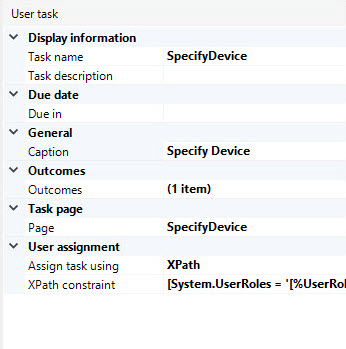 User task
Display information
Task name SpecifyDevice
Task description
Due date
Due in
General
Caption Specify Device
Outcomes
Outcomes (1 item)
Task page
Page SpecifyDevice
User assignment
Assign task using XPath
XPath constraint [System.UserRoles = '[%UserRol